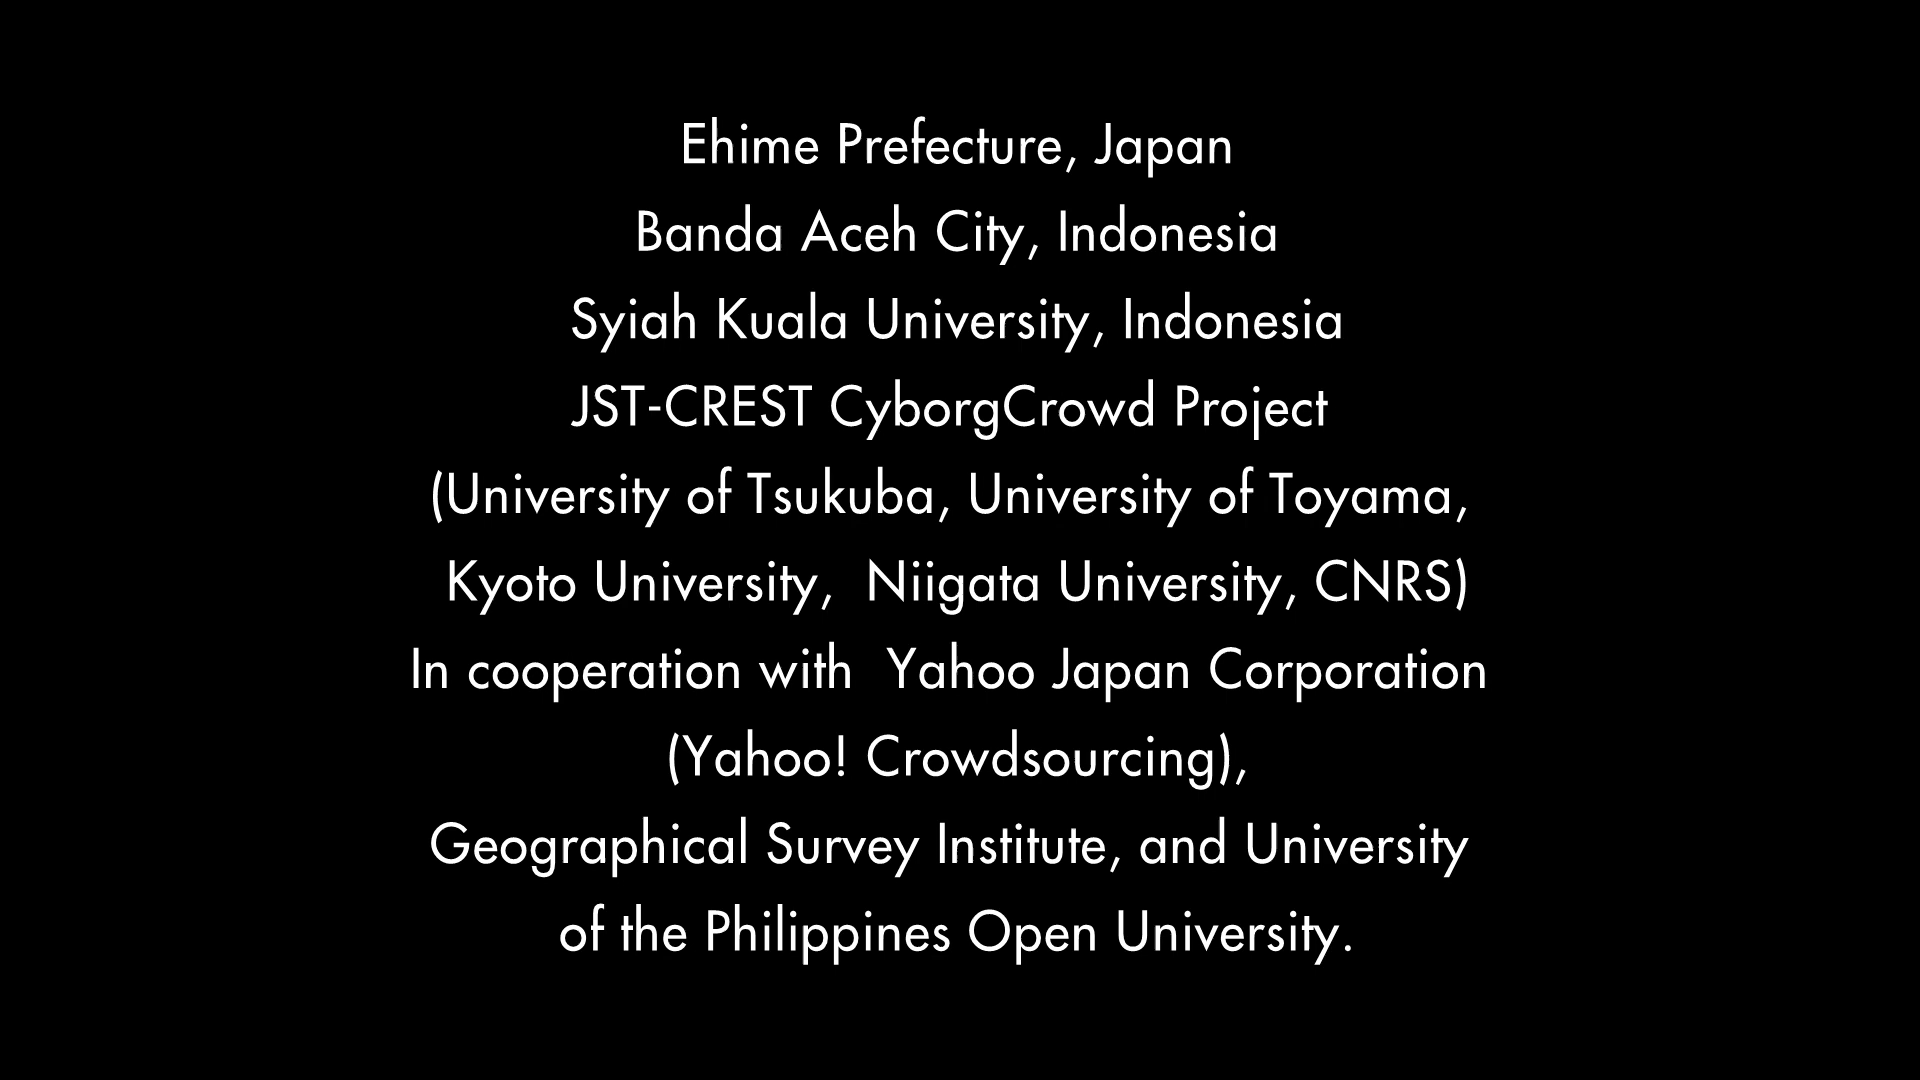 Ehime Prefecture, Japan
Banda Aceh City, Indonesia
Syiah Kuala University, Indonesia
JST-CREST CyborgCrowd Project
(University of Tsukuba, University of Toyama,
Kyoto University,  Niigata University, CNRS)
In cooperation with  Yahoo Japan Corporation
(Yahoo! Crowdsourcing),
Geographical Survey Institute, and University
of the Philippines Open University.